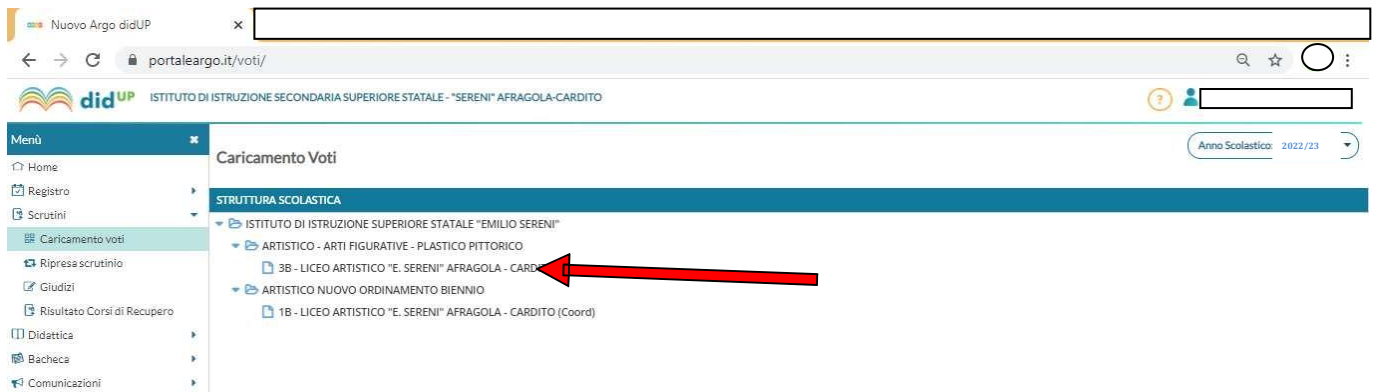 Nuovo Argo didUP
portaleargo.it/voti/
didUP ISTITUTO DI ISTRUZIONE SECONDARIA SUPERIORE STATALE - "SERENI" AFRAGOLA-CARDITO
?
Menù
Home
Registro
Scrutini
Caricamento voti
Ripresa scrutinio
Giudizi
Risultato Corsi di Recupero
Didattica
Bacheca
Comunicazioni
Caricamento Voti
Anno Scolastico: 2022/23
STRUTTURA SCOLASTICA
ISTITUTO DI ISTRUZIONE SUPERIORE STATALE "EMILIO SERENI"
ARTISTICO - ARTI FIGURATIVE - PLASTICO PITTORICO
3B - LICEO ARTISTICO "E. SERENI" AFRAGOLA -
ARTISTICO NUOVO ORDINAMENTO BIENNIO
1B - LICEO ARTISTICO "E. SERENI" AFRAGOLA - CARDITO (Coord)